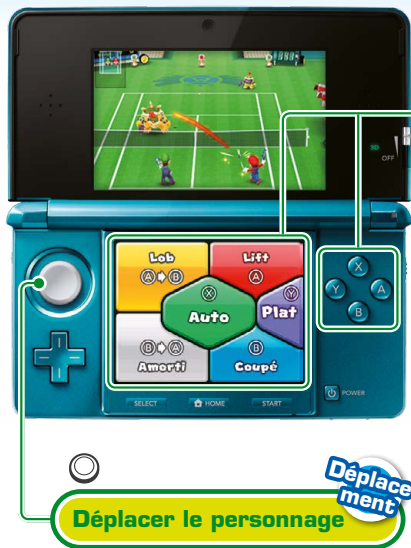 3D
OFF
Lob
Ⓐ➩Ⓑ
Lift
Ⓐ
Ⓧ
Auto
Ⓨ
Plat
Ⓑ➩Ⓐ
Amorti
Ⓑ
Coupé
X
Y
A
B
SELECT
HOME
START
POWER
Déplace
ment
Déplacer le personnage